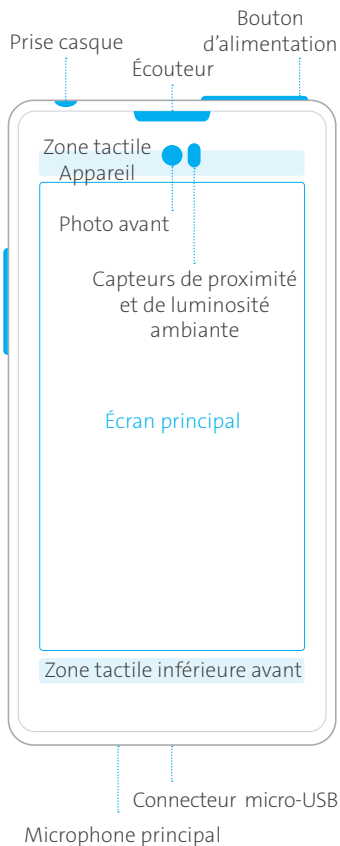 Bouton
d’alimentation
Prise casque
Écouteur
Zone tactile
Appareil
Photo avant
Capteurs de proximité
et de luminosité
ambiante
Écran principal
Zone tactile inférieure avant
Connecteur micro-USB
Microphone principal